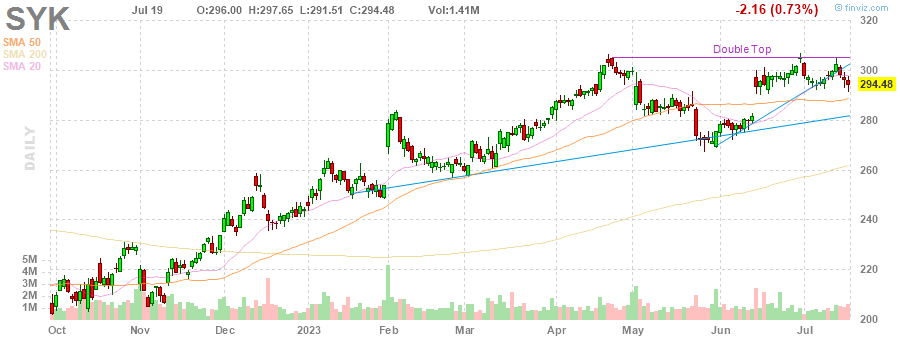 SYK
Jul 19 O:296.00 H:297.65 L:291.51 C:294.48 Vol:1.41M -2.16 (0.73%) finviz.com
SMA 50
SMA 200
SMA 20
DAILY
Double Top
320
300
294.48
280
260
240
220
200
5M
4M
3M
2M
1M
Oct Nov Dec 2023 Feb Mar Apr May Jun Jul